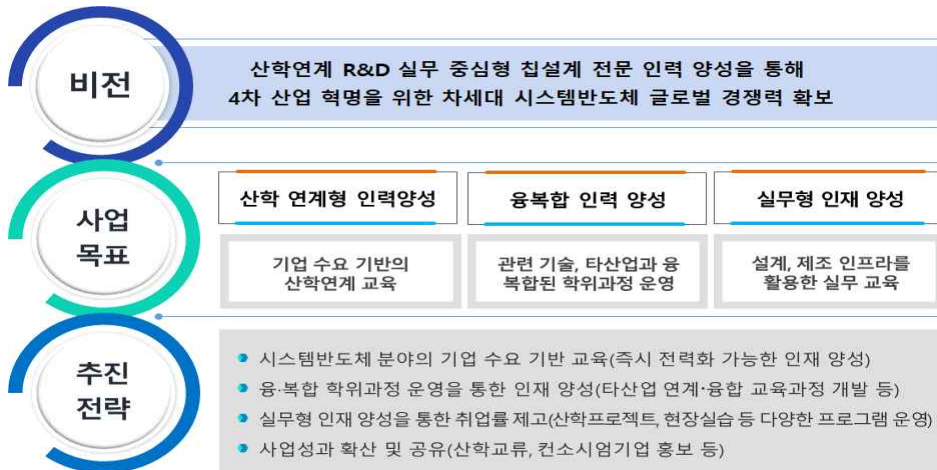 비전
산학연계 R&D 실무 중심형 칩설계 전문 인력 양성을 통해
4차 산업 혁명을 위한 차세대 시스템반도체 글로벌 경쟁력 확보
사업
목표
산학 연계형 인력양성
융복합 인력 양성
실무형 인재 양성
기업 수요 기반의
산학연계 교육
관련 기술, 타산업과 융
복합된 학위과정 운영
설계, 제조 인프라를
활용한 실무 교육
추진
전략
시스템반도체 분야의 기업 수요 기반 교육(즉시 전력화 가능한 인재 양성)
융·복합 학위과정 운영을 통한 인재 양성(타산업 연계·융합 교육과정 개발 등)
실무형 인재 양성을 통한 취업률 제고(산학프로젝트, 현장실습 등 다양한 프로그램 운영)
사업성과 확산 및 공유(산학교류, 컨소시엄기업 홍보 등)